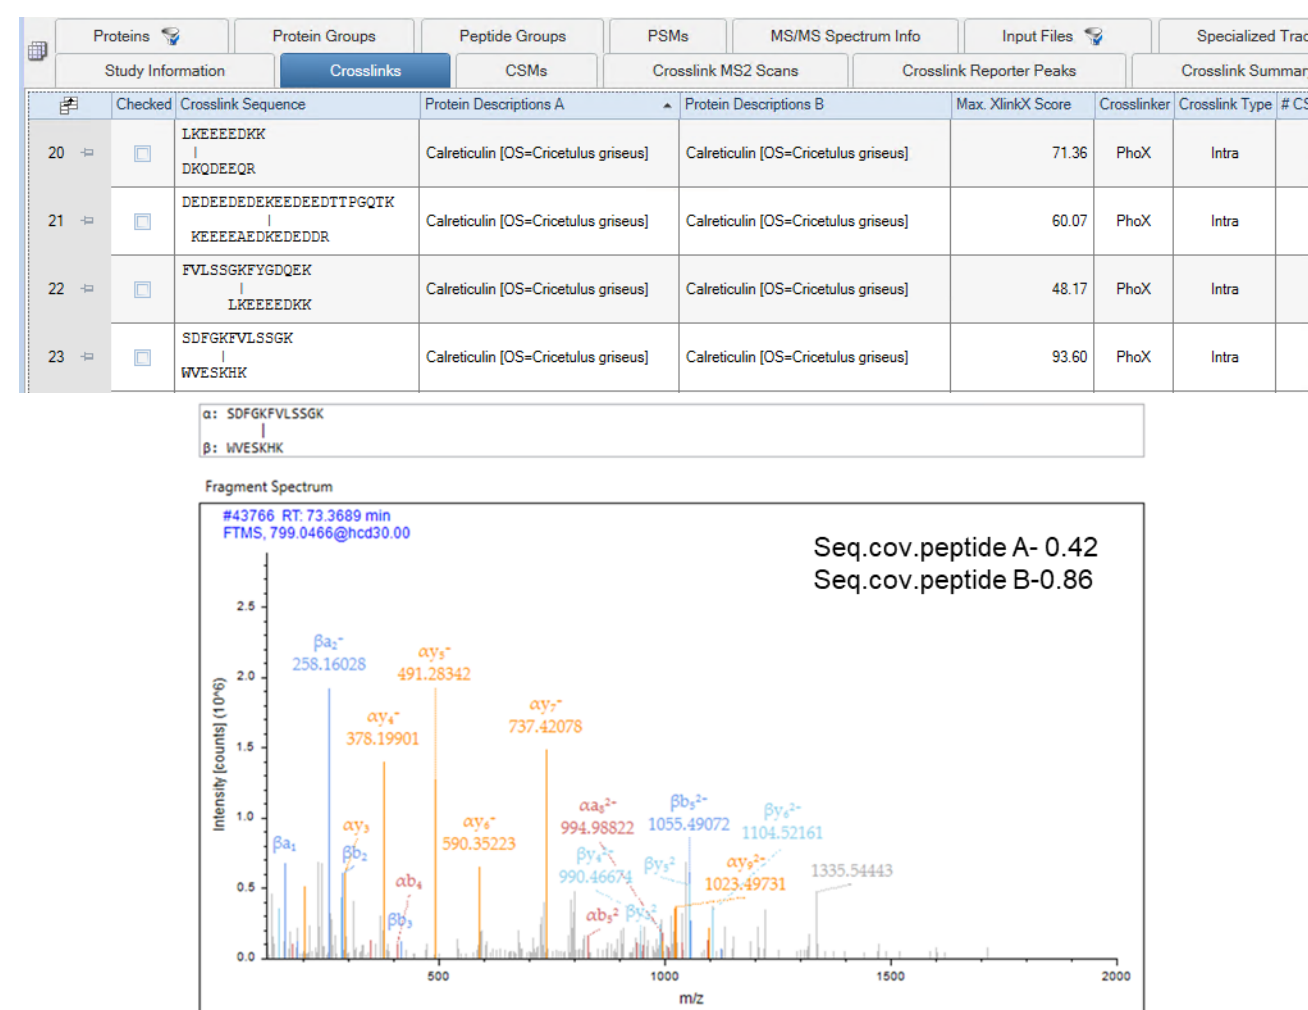 Proteins
Protein Groups
Peptide Groups
PSMs
MS/MS Spectrum Info
Input Files
Specialized Trac
Study Information
Crosslinks
CSMs
Crosslink MS2 Scans
Crosslink Reporter Peaks
Crosslink Summar
Checked Crosslink Sequence Protein Descriptions A Protein Descriptions B Max. XlinkX Score Crosslinker Crosslink Type # CS
LKEEEEDKK
|
20 Calreticulin [OS=Cricetulus griseus] Calreticulin [OS=Cricetulus griseus] 71.36 PhoX Intra
DKQDEEQR
DEDEEDEDEKEEDEEDTTPGQTK
|
21 Calreticulin [OS=Cricetulus griseus] Calreticulin [OS=Cricetulus griseus] 60.07 PhoX Intra
KEEEEAEDKEDEDDR
FVLSSGKFYGDQEK
|
22 Calreticulin [OS=Cricetulus griseus] Calreticulin [OS=Cricetulus griseus] 48.17 PhoX Intra
LKEEEEDKK
SDFGKFVLSSGK
|
23 Calreticulin [OS=Cricetulus griseus] Calreticulin [OS=Cricetulus griseus] 93.60 PhoX Intra
WVESKHK
α: SDFGKFVLSSGK
|
β: WVESKHK
Fragment Spectrum
#43766 RT: 73.3689 min
FTMS, 799.0466@hcd30.00
Seq.cov.peptide A- 0.42
Seq.cov.peptide B-0.86
Intensity [counts] (10^6)
2.5
2.0
1.5
1.0
0.5
0.0
βa₂⁻
258.16028
αy₅⁻
491.28342
αy₄⁻
378.19901
αy₇⁻
737.42078
βa₁
αy₃
βb₂
αy₆⁻
590.35223
αb₄
βb₃
αa₈²⁻
994.98822
βb₅²⁻
1055.49072
βy₆²⁻
1104.52161
βy₄²⁻
990.46674
βy₅²
αy₉²⁻
1023.49731
1335.54443
αb₅²
500
1000
1500
2000
m/z